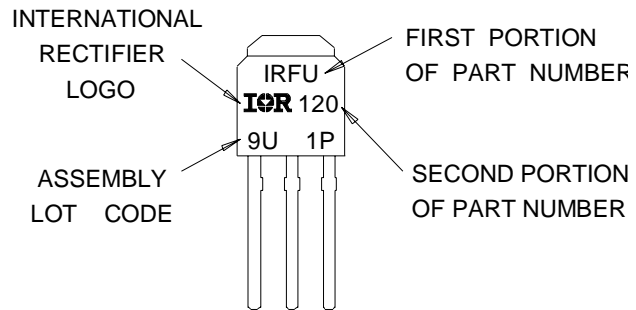 INTERNATIONAL
RECTIFIER
LOGO
FIRST PORTION
OF PART NUMBER
IRFU
IOR 120
9U 1P
ASSEMBLY
LOT CODE
SECOND PORTION
OF PART NUMBER